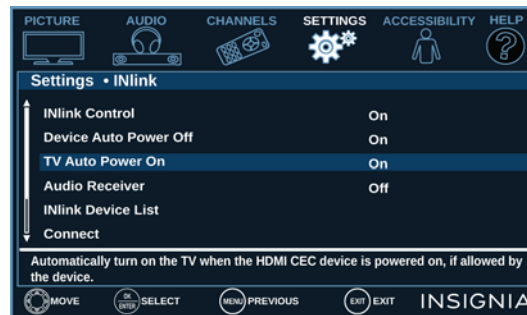 PICTURE AUDIO CHANNELS SETTINGS ACCESSIBILITY HELP
?
Settings • INlink
INlink Control On
Device Auto Power Off On
TV Auto Power On On
Audio Receiver Off
INlink Device List
Connect
Automatically turn on the TV when the HDMI CEC device is powered on, if allowed by
the device.
MOVE OK ENTER SELECT MENU PREVIOUS EXIT EXIT INSIGNIA